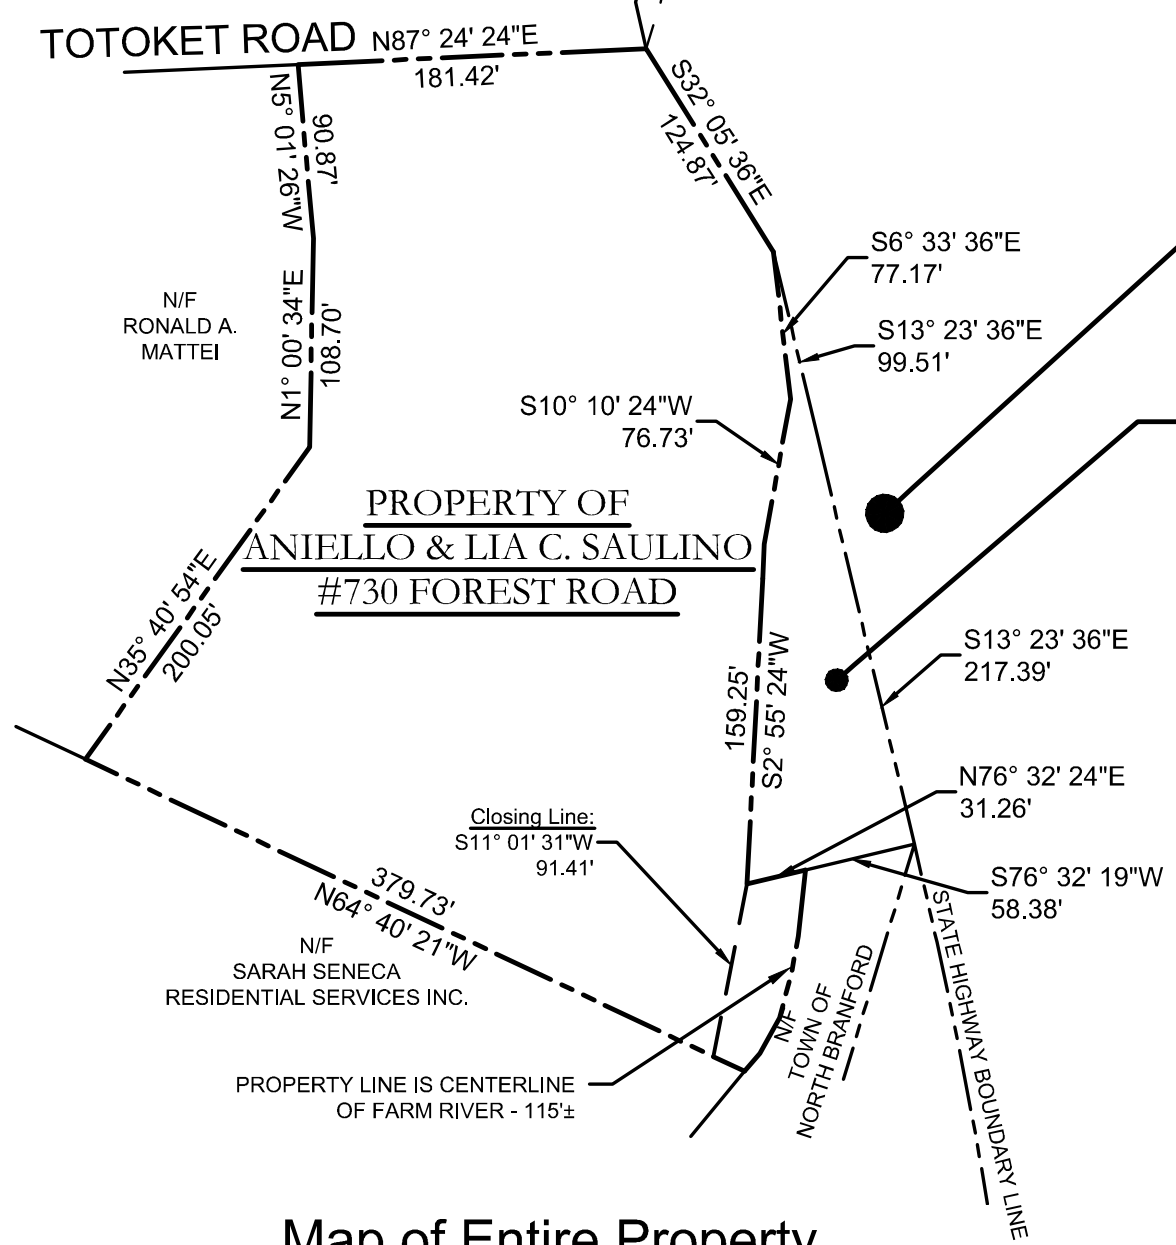 TOTOKET ROAD
N87° 24' 24"E
181.42'
N5° 01' 26"W
90.87'
S32° 05' 36"E
124.87'
S6° 33' 36"E
77.17'
S13° 23' 36"E
99.51'
N/F
RONALD A.
MATTEI
N1° 00' 34"E
108.70'
S10° 10' 24"W
76.73'
PROPERTY OF
ANIELLO & LIA C. SAULINO
#730 FOREST ROAD
N35° 40' 54"E
200.05'
159.25'
S2° 55' 24"W
S13° 23' 36"E
217.39'
N76° 32' 24"E
31.26'
Closing Line:
S11° 01' 31"W
91.41'
S76° 32' 19"W
58.38'
379.73'
N64° 40' 21"W
N/F
SARAH SENECA
RESIDENTIAL SERVICES INC.
N/F
TOWN OF
NORTH BRANFORD
STATE HIGHWAY BOUNDARY LINE
PROPERTY LINE IS CENTERLINE
OF FARM RIVER - 115'±
Map of Entire Property